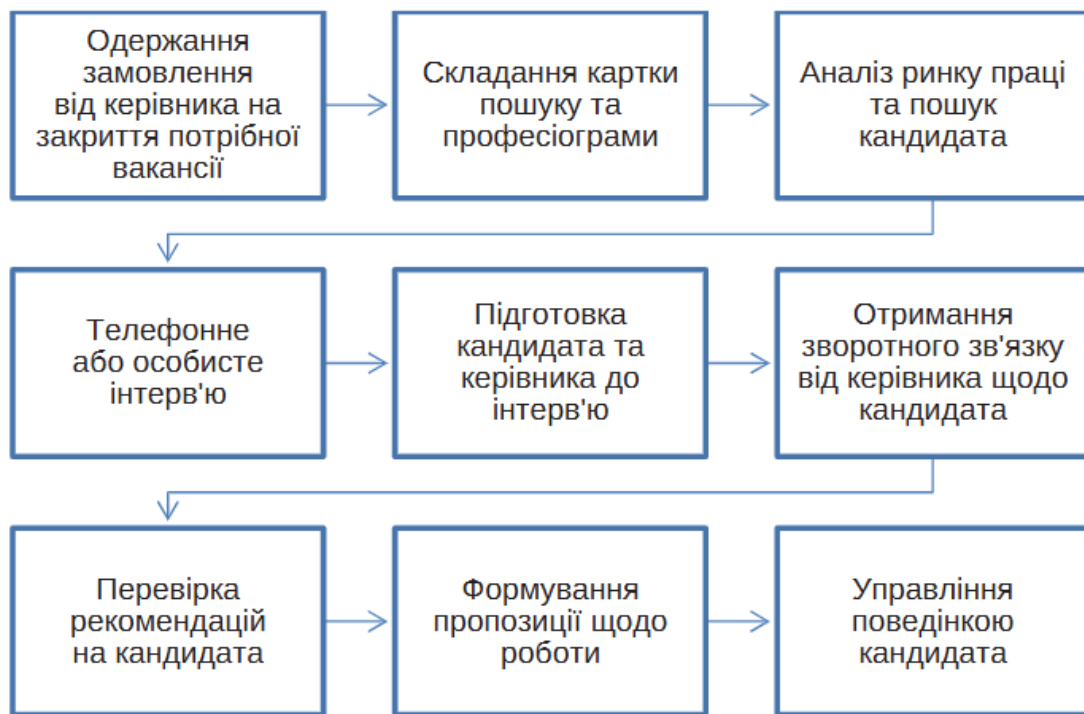 Одержання
замовлення
від керівника на
закриття потрібної
вакансії
Складання картки
пошуку та
професіограми
Аналіз ринку праці
та пошук
кандидата
Телефонне
або особисте
інтерв'ю
Підготовка
кандидата та
керівника до
інтерв'ю
Отримання
зворотного зв'язку
від керівника щодо
кандидата
Перевірка
рекомендацій
на кандидата
Формування
пропозиції щодо
роботи
Управління
поведінкою
кандидата